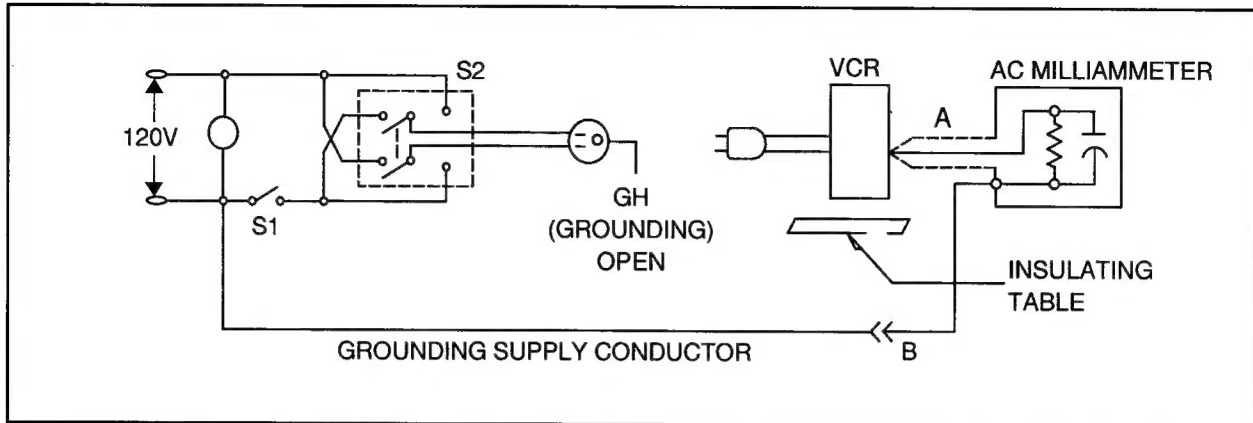 S2
VCR
AC MILLIAMMETER
A
120V
S1
GH
(GROUNDING)
OPEN
INSULATING
TABLE
GROUNDING SUPPLY CONDUCTOR
B